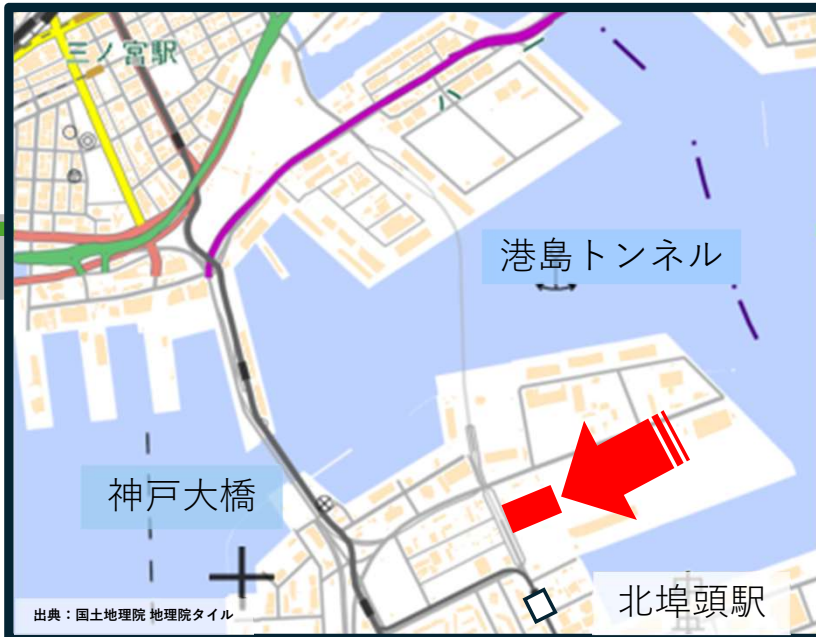 三ノ宮駅
港島トンネル
神戸大橋
北埠頭駅
出典：国土地理院 地理院タイル